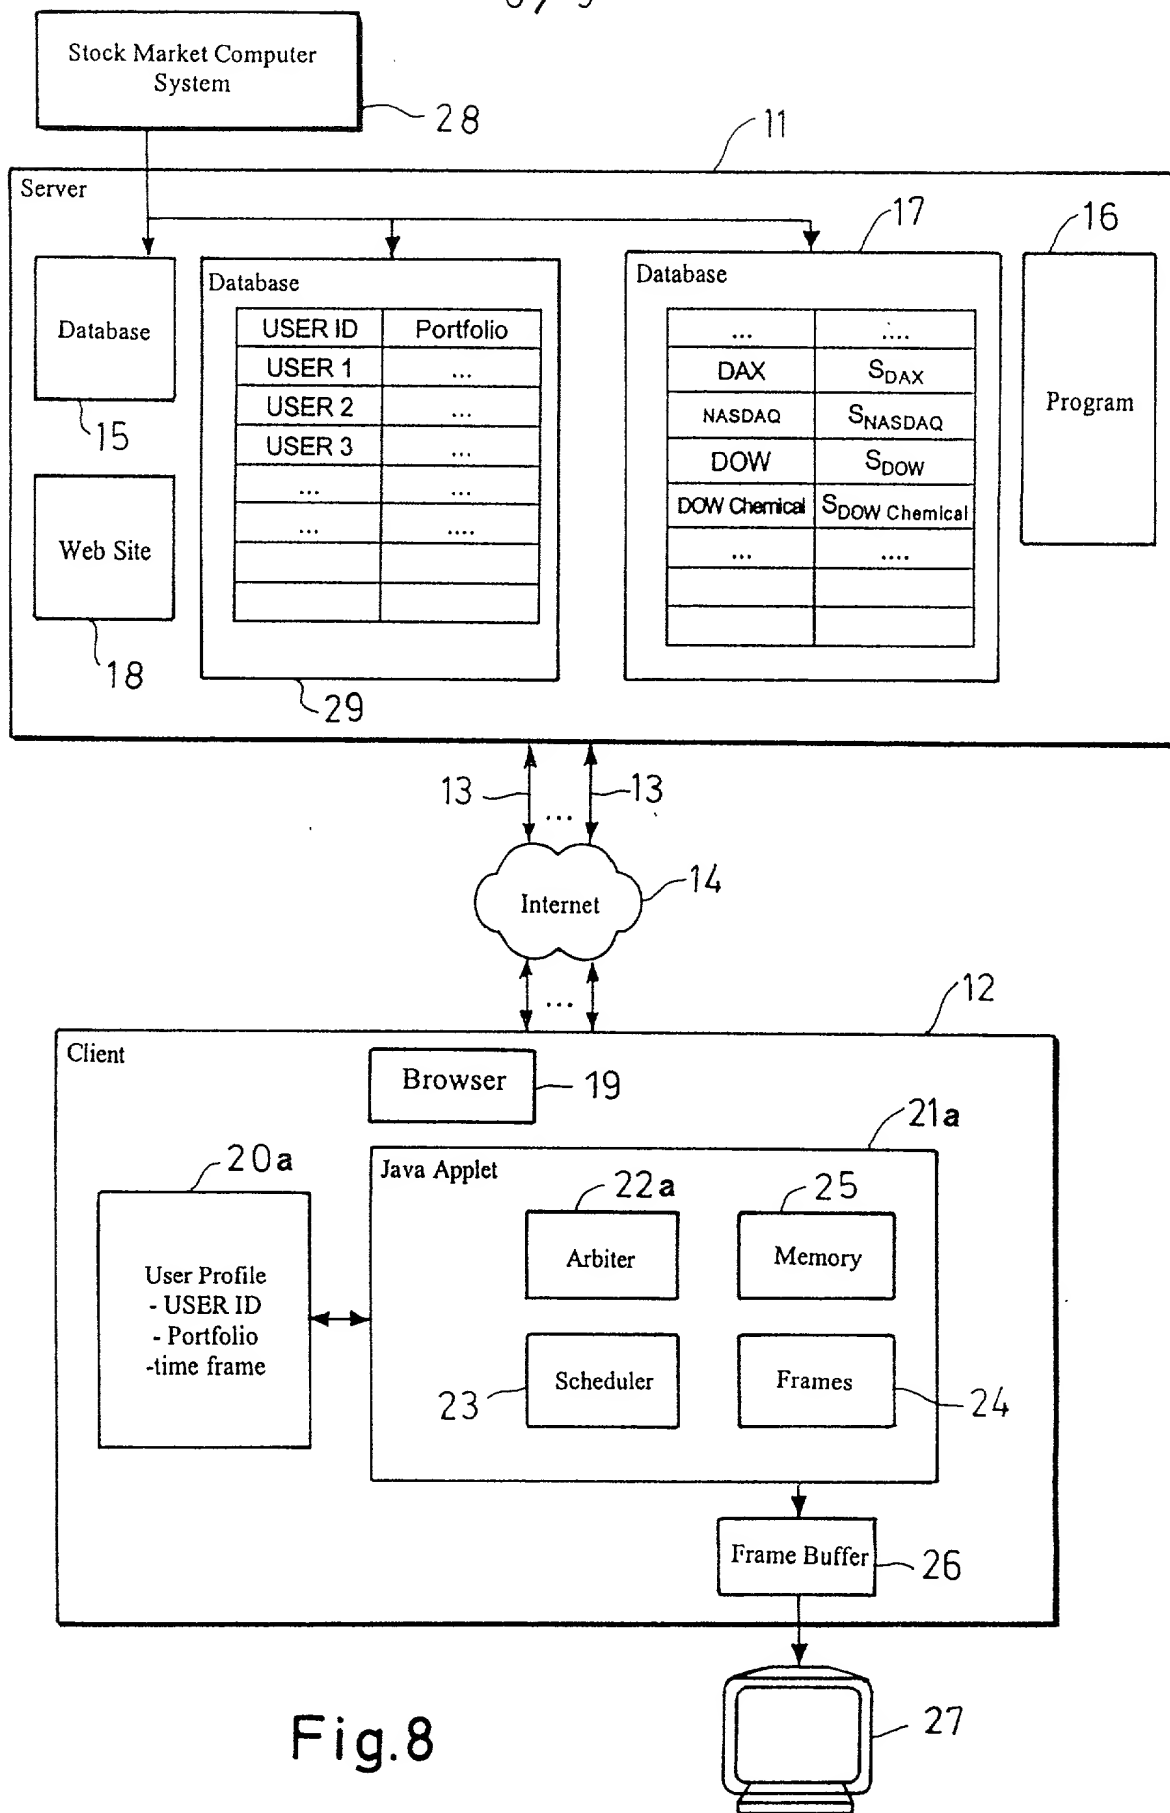 Stock Market Computer
System
28
11
Server
17
16
Database
15
Web Site
18
Database
USER ID Portfolio
USER 1 ...
USER 2 ...
USER 3 ...
... ...
... ....
29
Database
... ....
DAX SDAX
NASDAQ SNASDAQ
DOW SDOW
DOW Chemical SDOW Chemical
... ....
Program
13 ... 13
Internet
14
...
12
Client
Browser
19
21a
20a
User Profile
- USER ID
- Portfolio
-time frame
Java Applet
22a
Arbiter
25
Memory
23
Scheduler
Frames
24
Frame Buffer
26
27
Fig.8